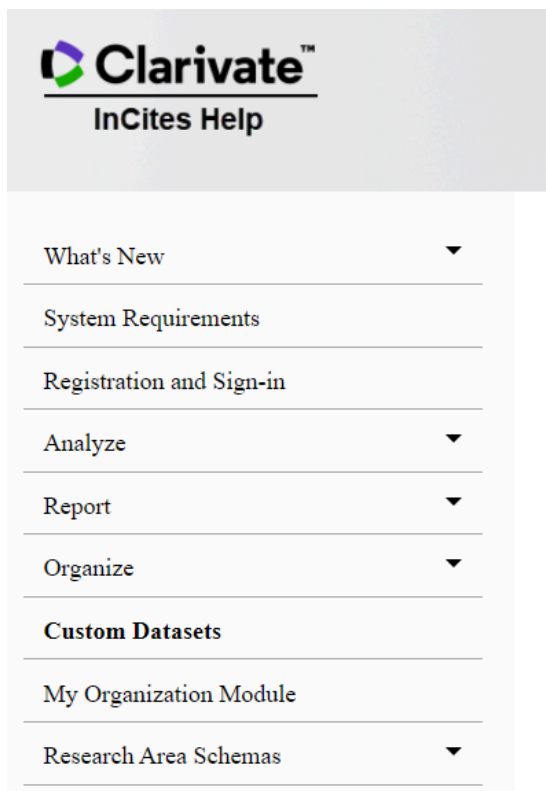 Clarivate™
InCites Help
What's New
System Requirements
Registration and Sign-in
Analyze
Report
Organize
Custom Datasets
My Organization Module
Research Area Schemas